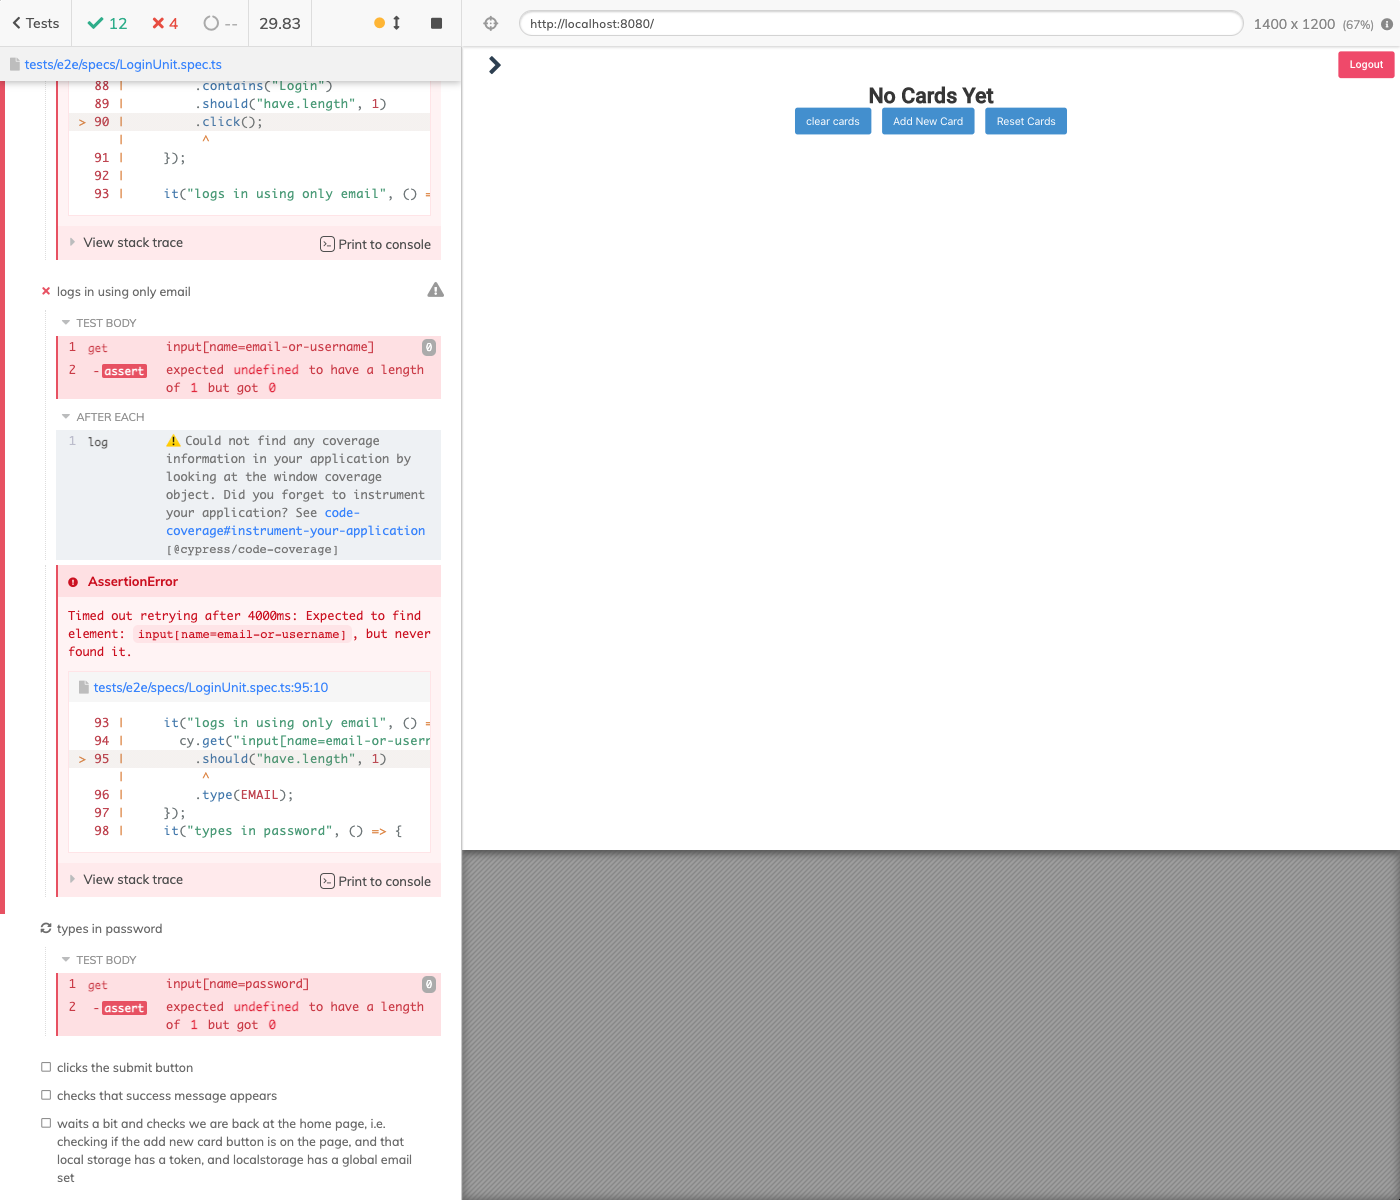 Tests
12
4
--
29.83
http://localhost:8080/
1400 x 1200 (67%)
tests/e2e/specs/LoginUnit.spec.ts
88 | .contains("Login")
89 | .should("have.length", 1)
> 90 | .click();
| ^
91 | });
92 |
93 | it("logs in using only email", () =
View stack trace
Print to console
logs in using only email
TEST BODY
1 get input[name=email-or-username] 0
2 -assert expected undefined to have a length
of 1 but got 0
AFTER EACH
1 log ⚠️ Could not find any coverage
information in your application by
looking at the window coverage
object. Did you forget to instrument
your application? See code-
coverage#instrument-your-application
[@cypress/code-coverage]
AssertionError
Timed out retrying after 4000ms: Expected to find
element: input[name=email-or-username], but never
found it.
tests/e2e/specs/LoginUnit.spec.ts:95:10
93 | it("logs in using only email", () =
94 | cy.get("input[name=email-or-usern
> 95 | .should("have.length", 1)
| ^
96 | .type(EMAIL);
97 | });
98 | it("types in password", () => {
View stack trace
Print to console
types in password
TEST BODY
1 get input[name=password] 0
2 -assert expected undefined to have a length
of 1 but got 0
clicks the submit button
checks that success message appears
waits a bit and checks we are back at the home page, i.e.
checking if the add new card button is on the page, and that
local storage has a token, and localstorage has a global email
set
Logout
No Cards Yet
clear cards
Add New Card
Reset Cards